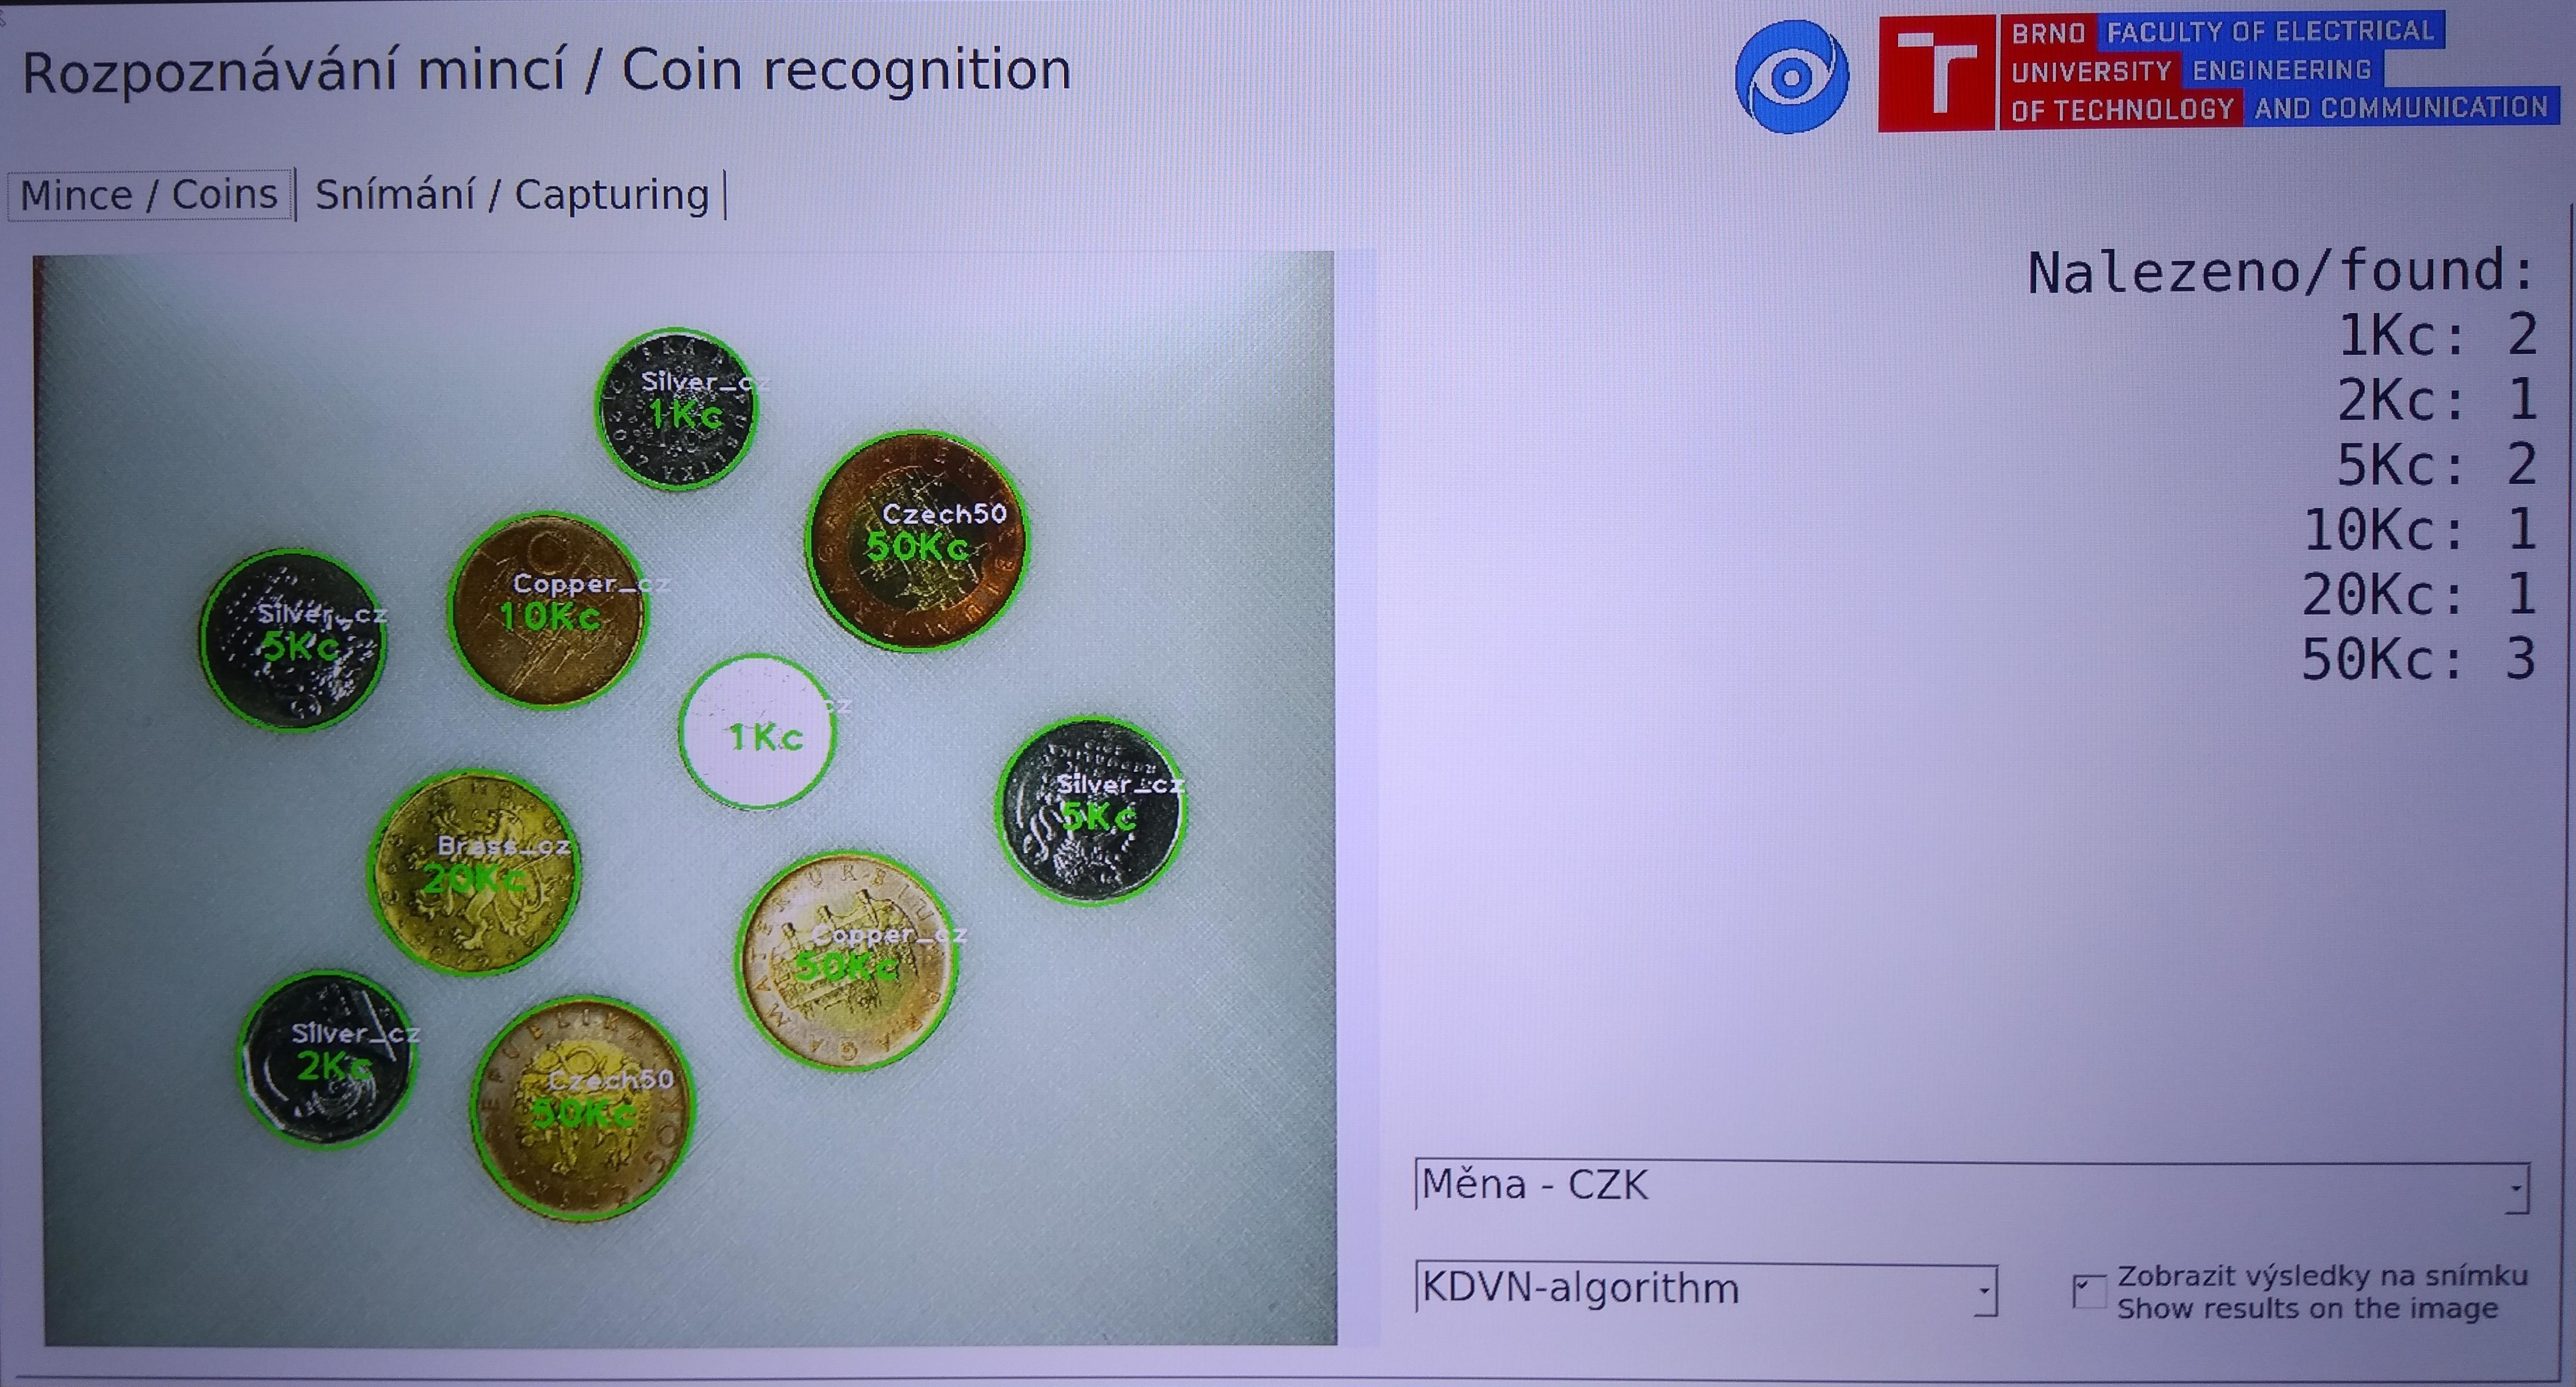 Rozpoznávání mincí / Coin recognition
BRNO FACULTY OF ELECTRICAL
UNIVERSITY ENGINEERING
OF TECHNOLOGY AND COMMUNICATION
Mince / Coins
Snímání / Capturing
Silver_cz
1Kc
Czech50
50Kc
Copper_cz
10Kc
Silver_cz
5Kc
cz
1Kc
Silver_cz
5Kc
Brass_cz
20Kc
Copper_cz
50Kc
Silver_cz
2Kc
Czech50
50Kc
Nalezeno/found:
1Kc: 2
2Kc: 1
5Kc: 2
10Kc: 1
20Kc: 1
50Kc: 3
Měna - CZK
KDVN-algorithm
Zobrazit výsledky na snímku
Show results on the image